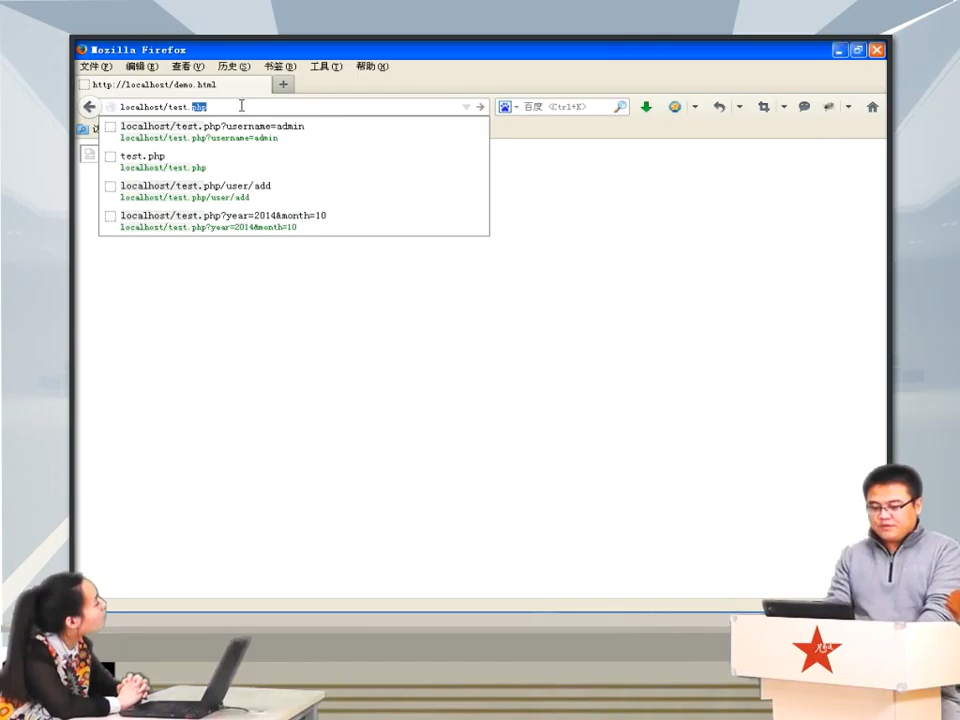 Mozilla Firefox
文件(F) 编辑(E) 查看(V) 历史(S) 书签(B) 工具(T) 帮助(H)
http://localhost/demo.html
localhost/test.php
百度 <Ctrl+K>
localhost/test.php?username=admin
localhost/test.php?username=admin
test.php
localhost/test.php
localhost/test.php/user/add
localhost/test.php/user/add
localhost/test.php?year=2014&month=10
localhost/test.php?year=2014&month=10